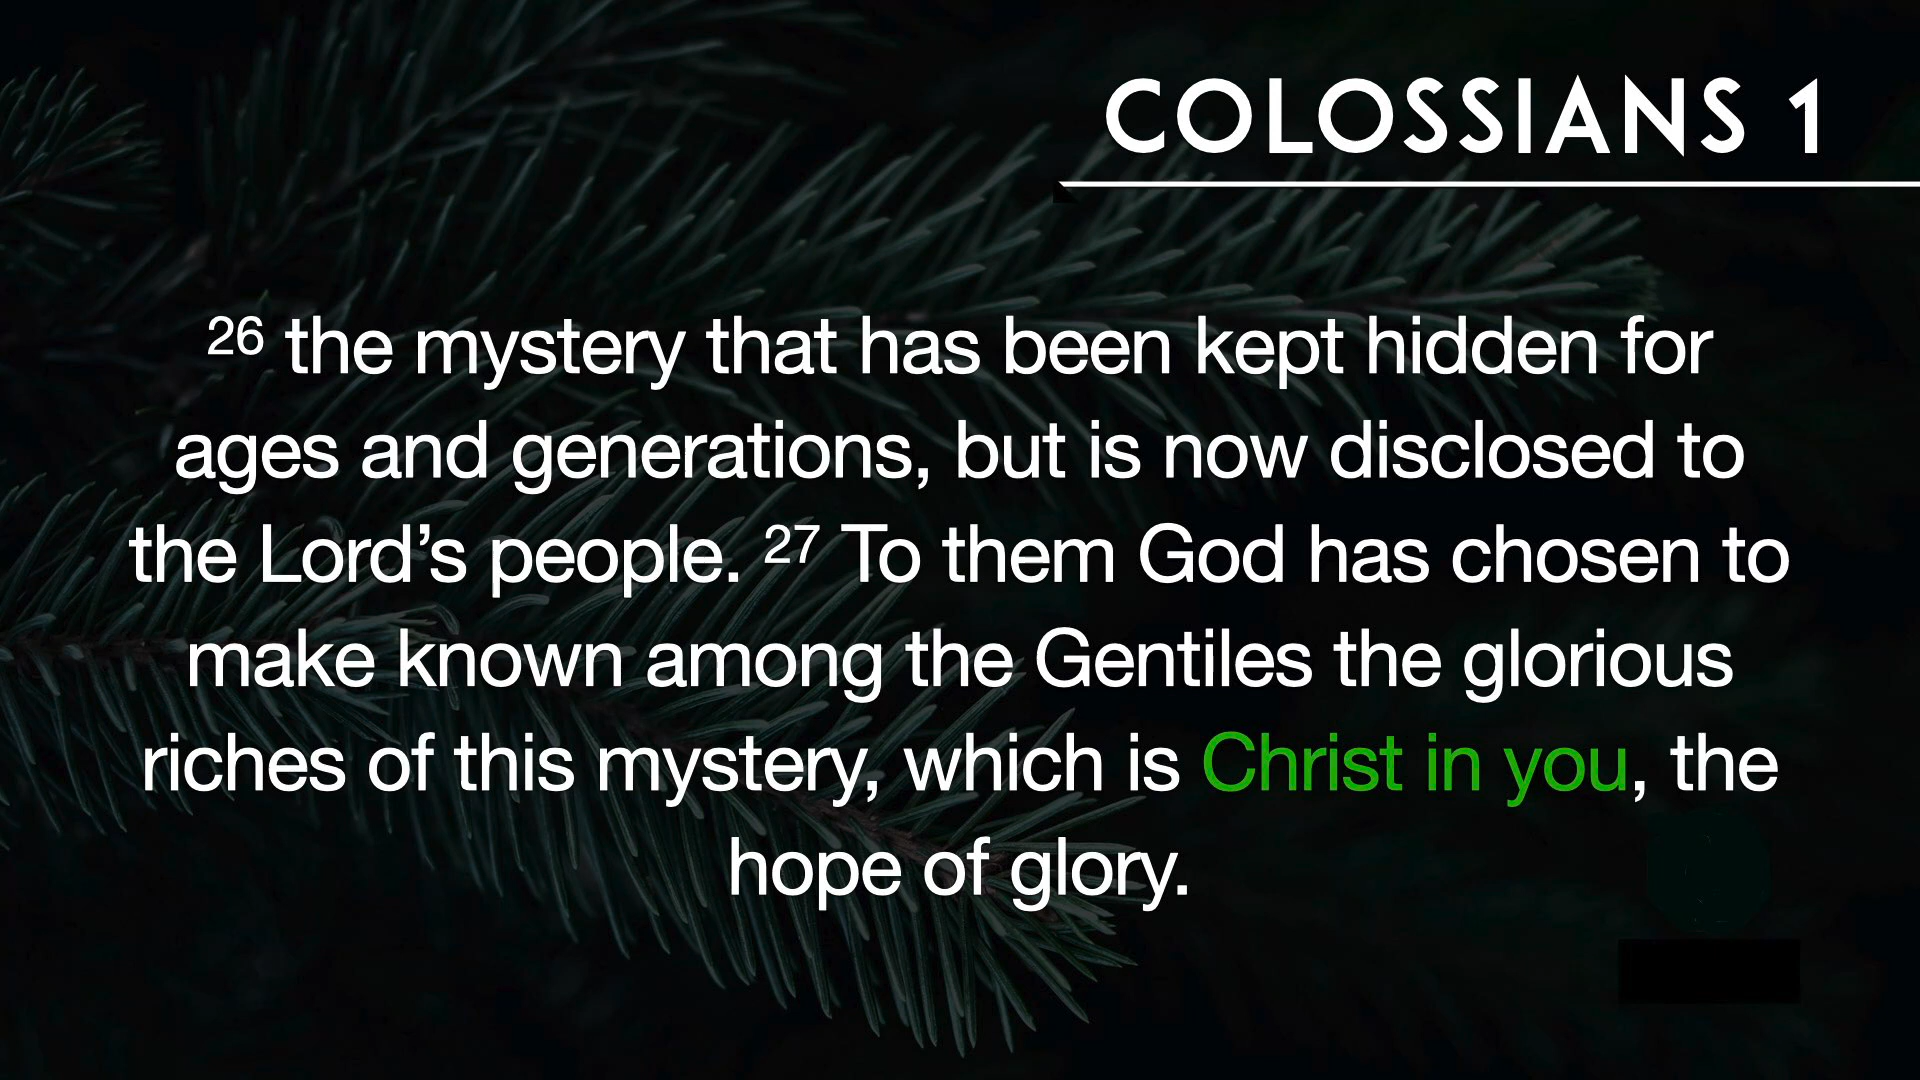 COLOSSIANS 1
26 the mystery that has been kept hidden for
ages and generations, but is now disclosed to
the Lord’s people. 27 To them God has chosen to
make known among the Gentiles the glorious
riches of this mystery, which is Christ in you, the
hope of glory.